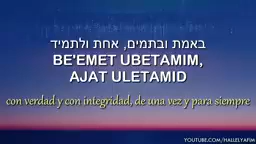 באמת ובתמים, אחת ולתמיד
BE'EMET UBETAMIM,
AJAT ULETAMID
con verdad y con integridad, de una vez y para siempre
YOUTUBE.COM/HALLELYAFIM